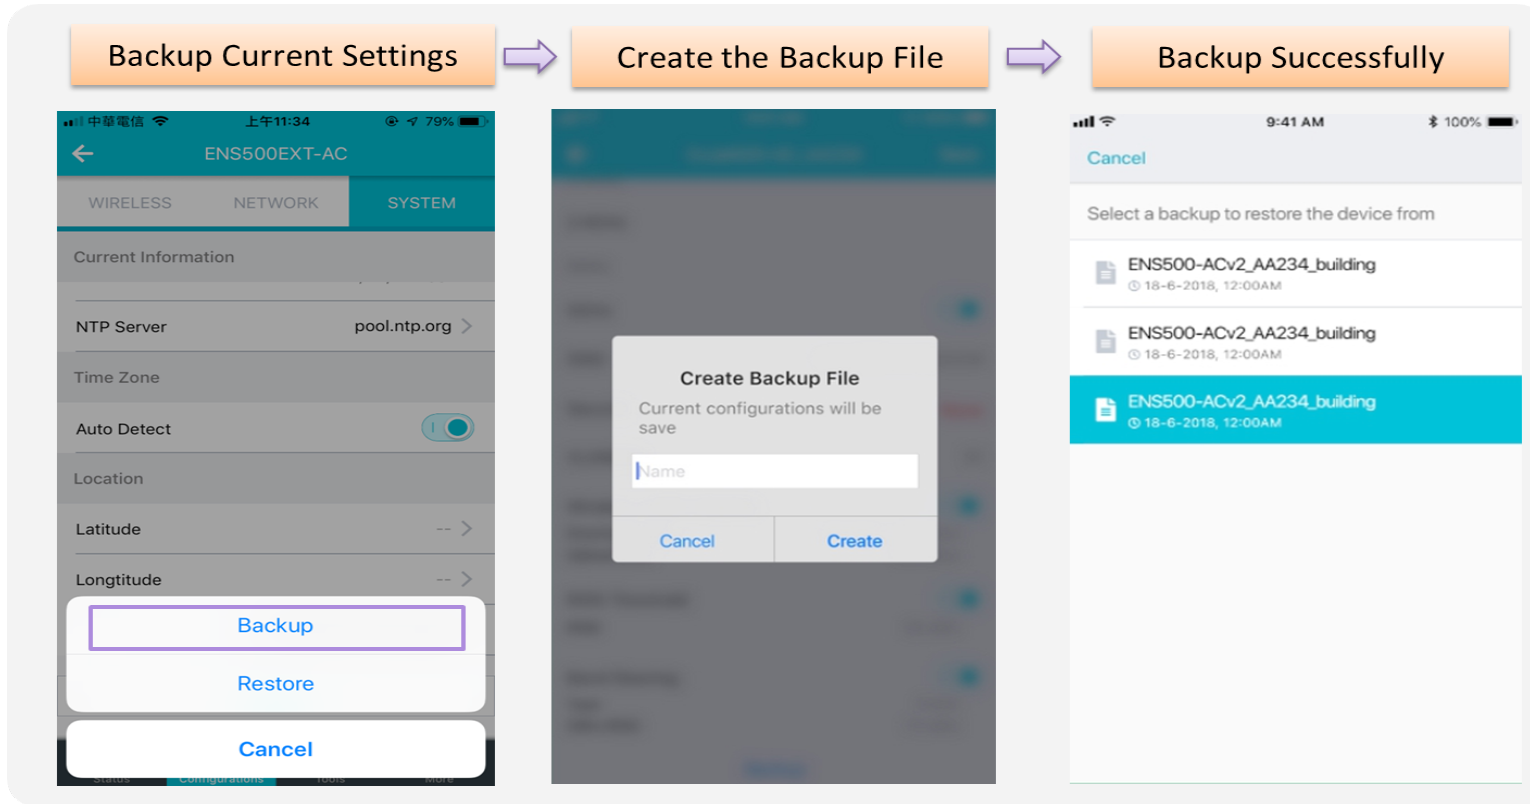 Backup Current Settings
Create the Backup File
Backup Successfully
中華電信
上午11:34
79%
ENS500EXT-AC
WIRELESS
NETWORK
SYSTEM
Current Information
NTP Server
pool.ntp.org
Time Zone
Auto Detect
Location
Latitude
--
Longtitude
--
Backup
Restore
Cancel
Status
Configurations
Tools
More
Create Backup File
Current configurations will be
save
Name
Cancel
Create
9:41 AM
100%
Cancel
Select a backup to restore the device from
ENS500-ACv2_AA234_building
18-6-2018, 12:00AM
ENS500-ACv2_AA234_building
18-6-2018, 12:00AM
ENS500-ACv2_AA234_building
18-6-2018, 12:00AM